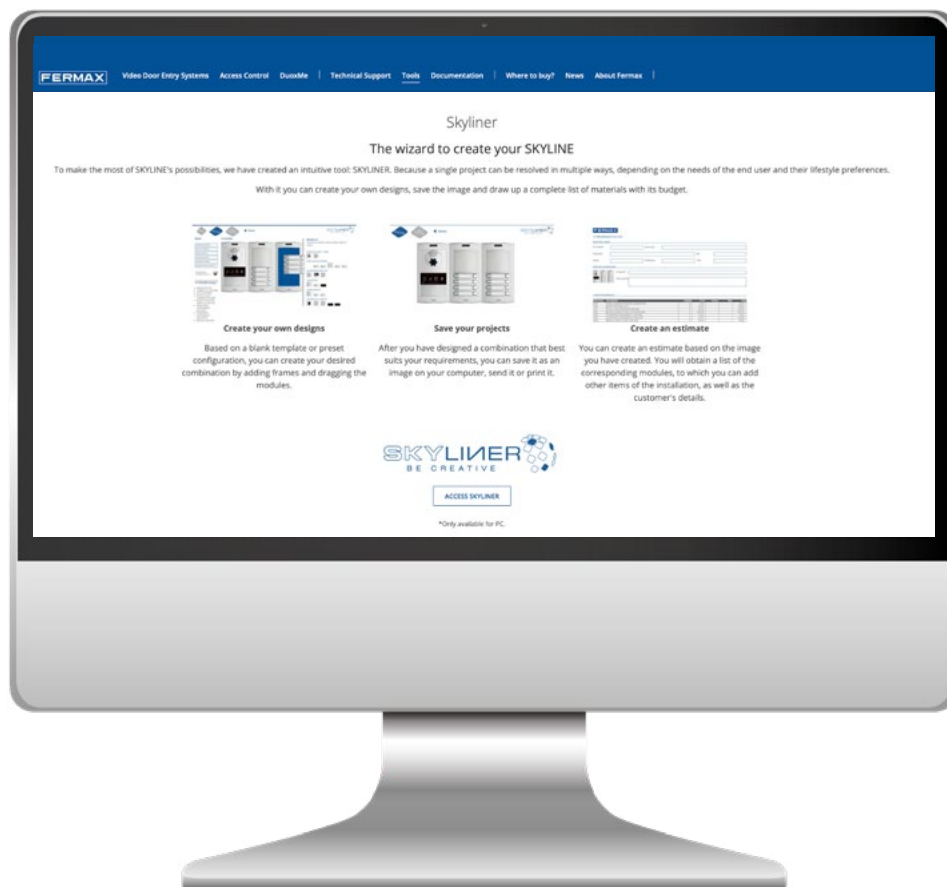 FERMAX Video Door Entry Systems Access Control DuoxMe | Technical Support Tools Documentation | Where to buy? News About Fermax |
Skyliner
The wizard to create your SKYLINE
To make the most of SKYLINE's possibilities, we have created an intuitive tool: SKYLINER. Because a single project can be resolved in multiple ways, depending on the needs of the end user and their lifestyle preferences.
With it you can create your own designs, save the image and draw up a complete list of materials with its budget.
FERMAX
Create your own designs
Based on a blank template or preset
configuration, you can create your desired
combination by adding frames and dragging the
modules.
Save your projects
After you have designed a combination that best
suits your requirements, you can save it as an
image on your computer, send it or print it.
Create an estimate
You can create an estimate based on the image
you have created. You will obtain a list of the
corresponding modules, to which you can add
other items of the installation, as well as the
customer's details.
SKYLINER
BE CREATIVE
ACCESS SKYLINER
*Only available for PC.